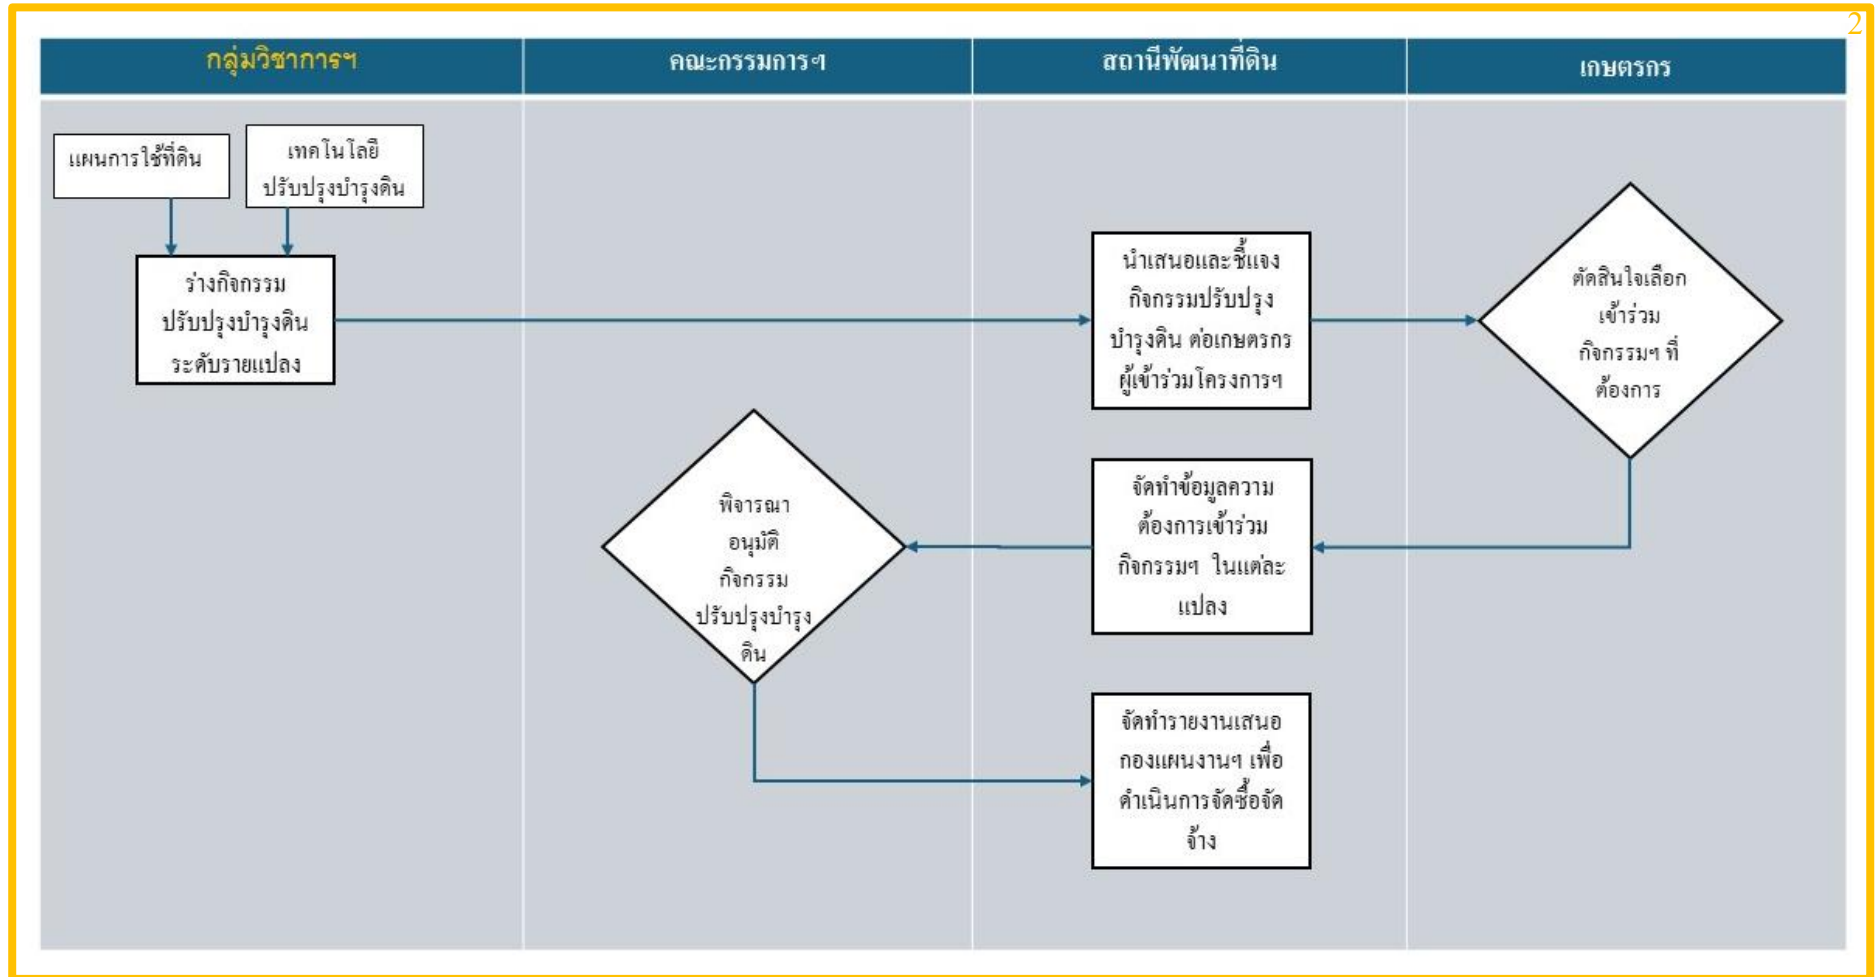 2
กลุ่มวิชาการฯ
คณะกรรมการฯ
สถานีพัฒนาที่ดิน
เกษตรกร
แผนการใช้ที่ดิน
เทคโนโลยี
ปรับปรุงบำรุงดิน
ร่างกิจกรรม
ปรับปรุงบำรุงดิน
ระดับรายแปลง
นำเสนอและชี้แจง
กิจกรรมปรับปรุง
บำรุงดิน ต่อเกษตรกร
ผู้เข้าร่วมโครงการฯ
ตัดสินใจเลือก
เข้าร่วม
กิจกรรมฯ ที่
ต้องการ
จัดทำข้อมูลความ
ต้องการเข้าร่วม
กิจกรรมฯ ในแต่ละ
แปลง
พิจารณา
อนุมัติ
กิจกรรม
ปรับปรุงบำรุง
ดิน
จัดทำรายงานเสนอ
กองแผนงานฯ เพื่อ
ดำเนินการจัดซื้อจัด
จ้าง